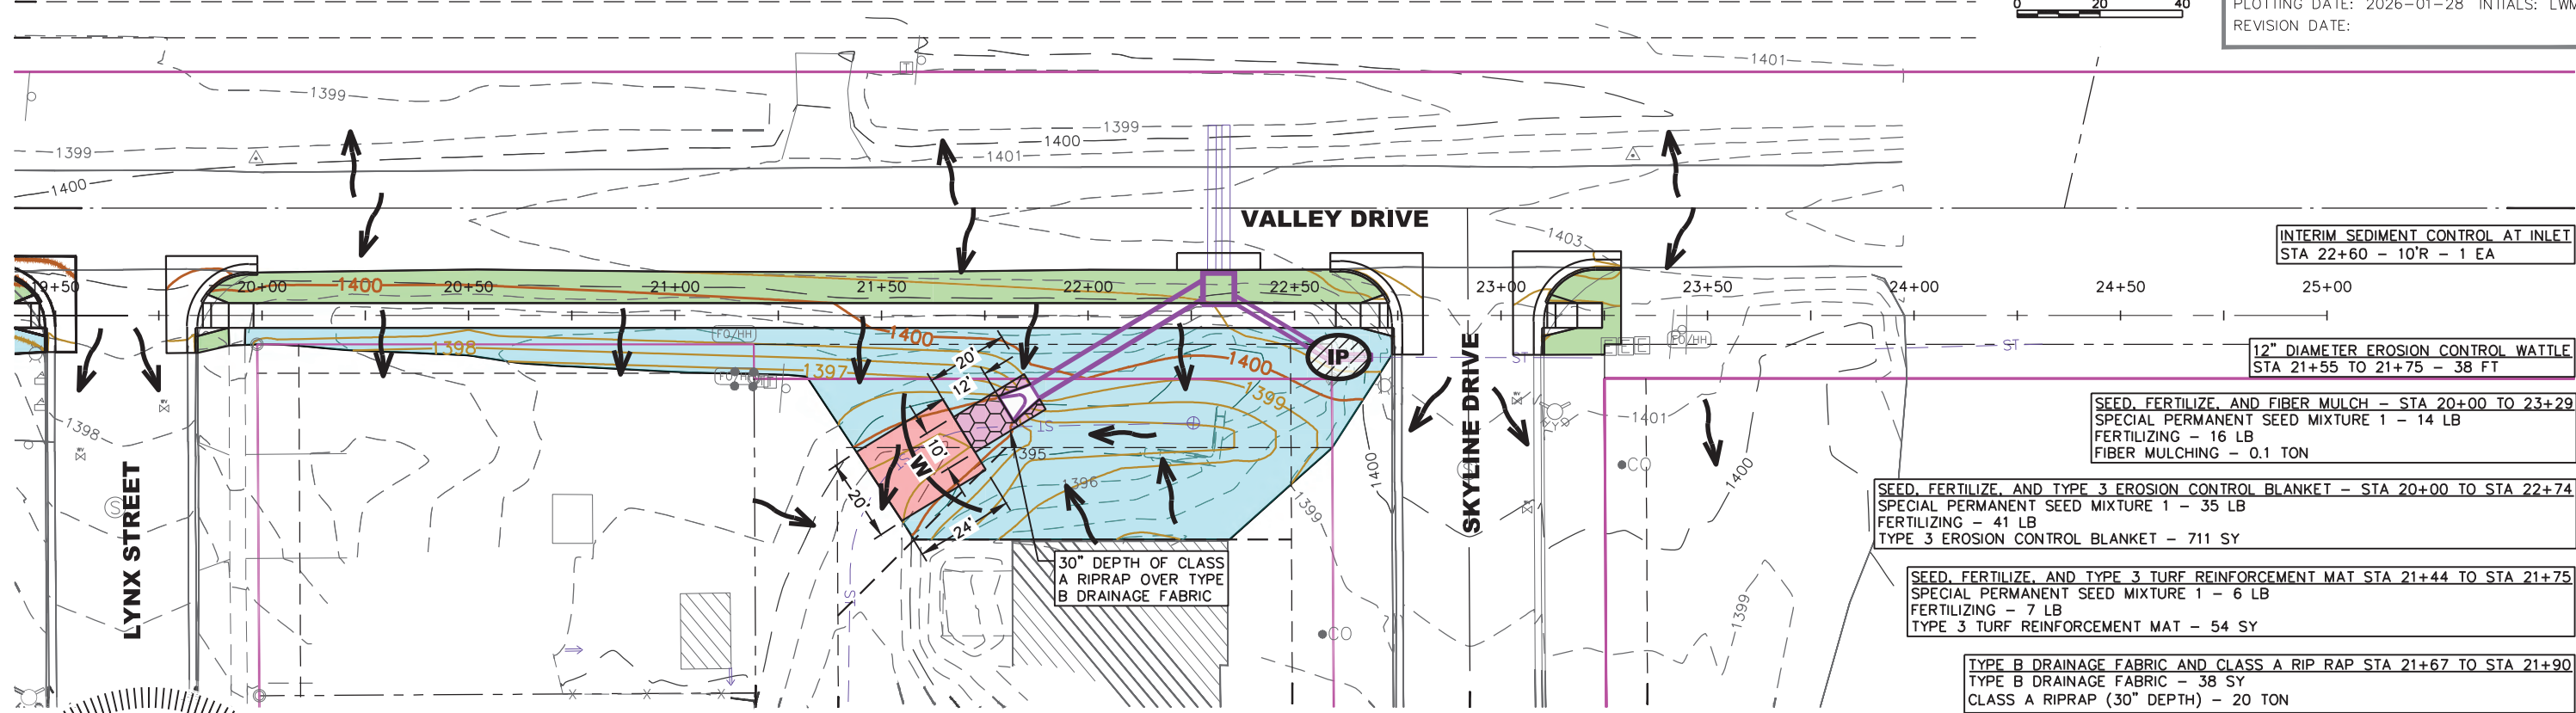 0 20 40
PLOTTING DATE: 2026-01-28 INITIALS: LWM
REVISION DATE:
1401
1399
1399
1399
1400
1401
1400
VALLEY DRIVE
1403
INTERIM SEDIMENT CONTROL AT INLET
STA 22+60 - 10'R - 1 EA
19+50 20+00 1400 20+50 21+00 21+50 22+00 22+50 23+00 23+50 24+00 24+50 25+00
FO/HH 1400 FO/HH
1398 20' IP ST EEE ST
12" DIAMETER EROSION CONTROL WATTLE
STA 21+55 TO 21+75 - 38 FT
1397 12' 1400
1399
1398 ST 1401
SEED, FERTILIZE, AND FIBER MULCH - STA 20+00 TO 23+29
SPECIAL PERMANENT SEED MIXTURE 1 - 14 LB
FERTILIZING - 16 LB
FIBER MULCHING - 0.1 TON
10' 1395
W CO
1400 1400
20' 1396
24' 1399
S
LYNX STREET
SKYLINE DRIVE
SEED, FERTILIZE, AND TYPE 3 EROSION CONTROL BLANKET - STA 20+00 TO STA 22+74
SPECIAL PERMANENT SEED MIXTURE 1 - 35 LB
FERTILIZING - 41 LB
TYPE 3 EROSION CONTROL BLANKET - 711 SY
30" DEPTH OF CLASS
A RIPRAP OVER TYPE
B DRAINAGE FABRIC
ST
1399
CO
SEED, FERTILIZE, AND TYPE 3 TURF REINFORCEMENT MAT STA 21+44 TO STA 21+75
SPECIAL PERMANENT SEED MIXTURE 1 - 6 LB
FERTILIZING - 7 LB
TYPE 3 TURF REINFORCEMENT MAT - 54 SY
TYPE B DRAINAGE FABRIC AND CLASS A RIP RAP STA 21+67 TO STA 21+90
TYPE B DRAINAGE FABRIC - 38 SY
CLASS A RIPRAP (30" DEPTH) - 20 TON